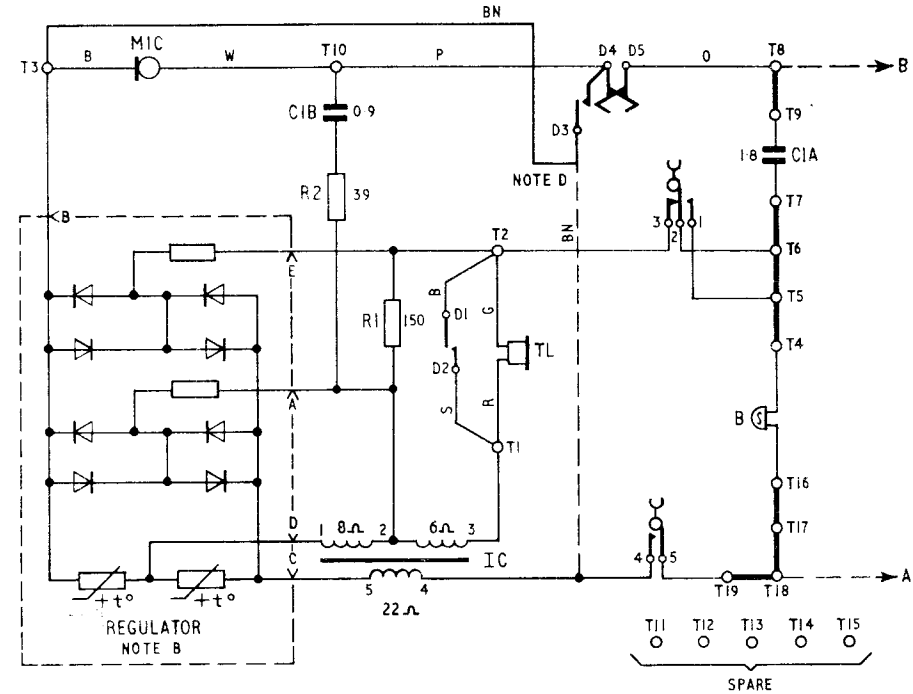 BN
MIC
T3 B W T10 P D4 D5 O T8 B
T9
C1B 0·9
D3
1·8 C1A
NOTE D
R2 39
T7
B
3 2 1
T2
BN
T6
E
B D1 G
T5
R1 150
TL
T4
D2
A
S R
B S
T1
T16
D 1 8Ω 2 6Ω 3
T17
C
IC
4 5
5 4
+t° +t°
22Ω
T19 T18 A
REGULATOR
NOTE B
T11 T12 T13 T14 T15
SPARE